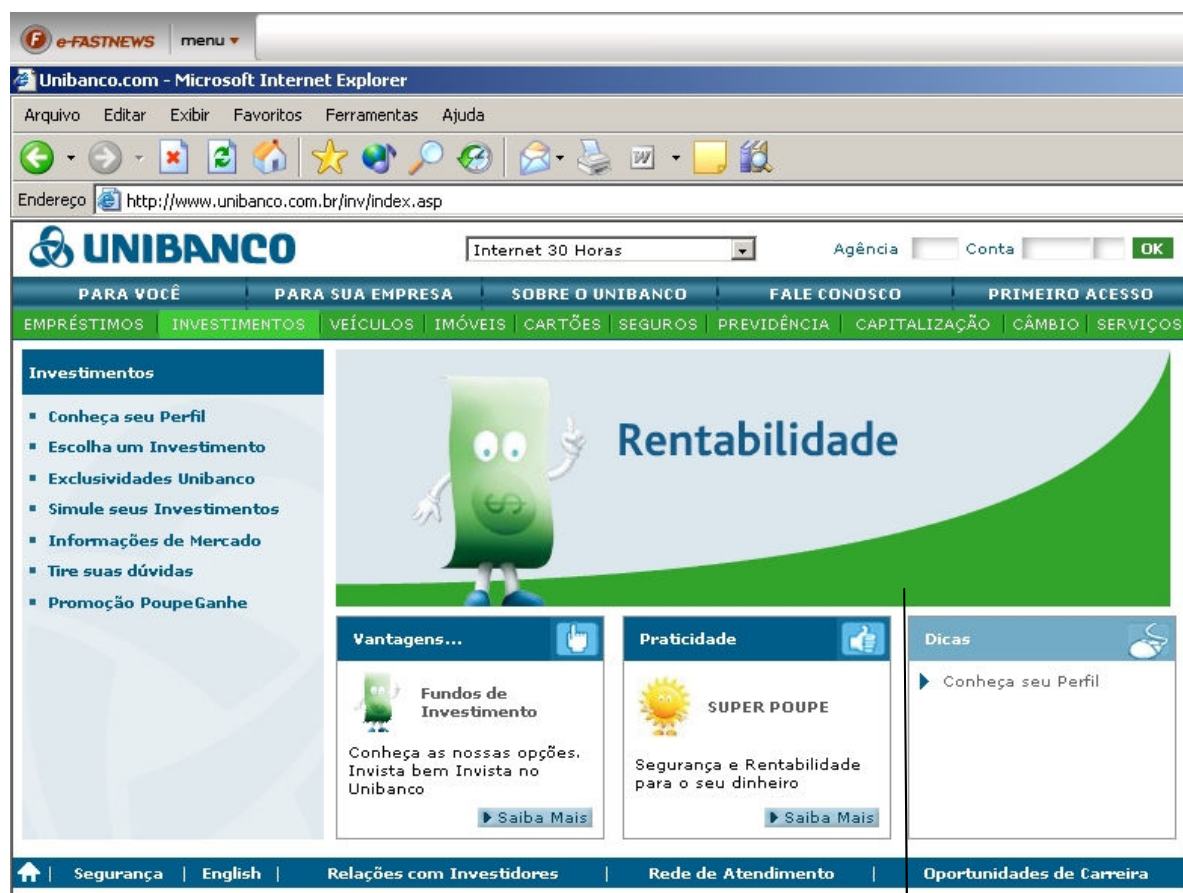 e-FASTNEWS menu
Unibanco.com - Microsoft Internet Explorer
Arquivo Editar Exibir Favoritos Ferramentas Ajuda
Endereço http://www.unibanco.com.br/inv/index.asp
UNIBANCO Internet 30 Horas Agência Conta OK
PARA VOCÊ PARA SUA EMPRESA SOBRE O UNIBANCO FALE CONOSCO PRIMEIRO ACESSO
EMPRÉSTIMOS | INVESTIMENTOS | VEÍCULOS | IMÓVEIS | CARTÕES | SEGUROS | PREVIDÊNCIA | CAPITALIZAÇÃO | CÂMBIO | SERVIÇOS
Investimentos
Conheça seu Perfil
Escolha um Investimento
Exclusividades Unibanco
Simule seus Investimentos
Informações de Mercado
Tire suas dúvidas
Promoção PoupeGanhe
Rentabilidade
Vantagens...
Fundos de
Investimento
Conheça as nossas opções.
Invista bem Invista no
Unibanco
Saiba Mais
Praticidade
SUPER POUPE
Segurança e Rentabilidade
para o seu dinheiro
Saiba Mais
Dicas
Conheça seu Perfil
| Segurança | English | Relações com Investidores | Rede de Atendimento | Oportunidades de Carreira